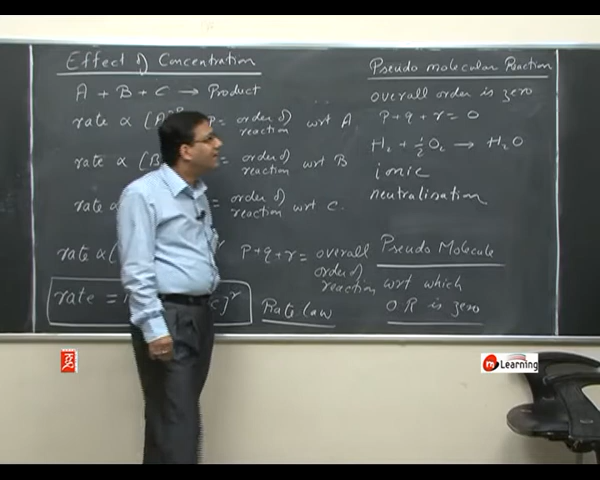 Effect of Concentration
A + B + C → Product
rate ∝ [A]P = order of reaction wrt A
rate ∝ [B = order of reaction wrt B
rate ∝ = order of reaction wrt C.
rate ∝ [ r
P+q+r = overall order of reaction
rate = [C]r
Rate law
Pseudo molecular Reaction
overall order is zero
P+q+r=0
H2 + 1/2 O2 → H2O
ionic
neutralisation
Pseudo Molecule
wrt which
O.R is zero
Learning